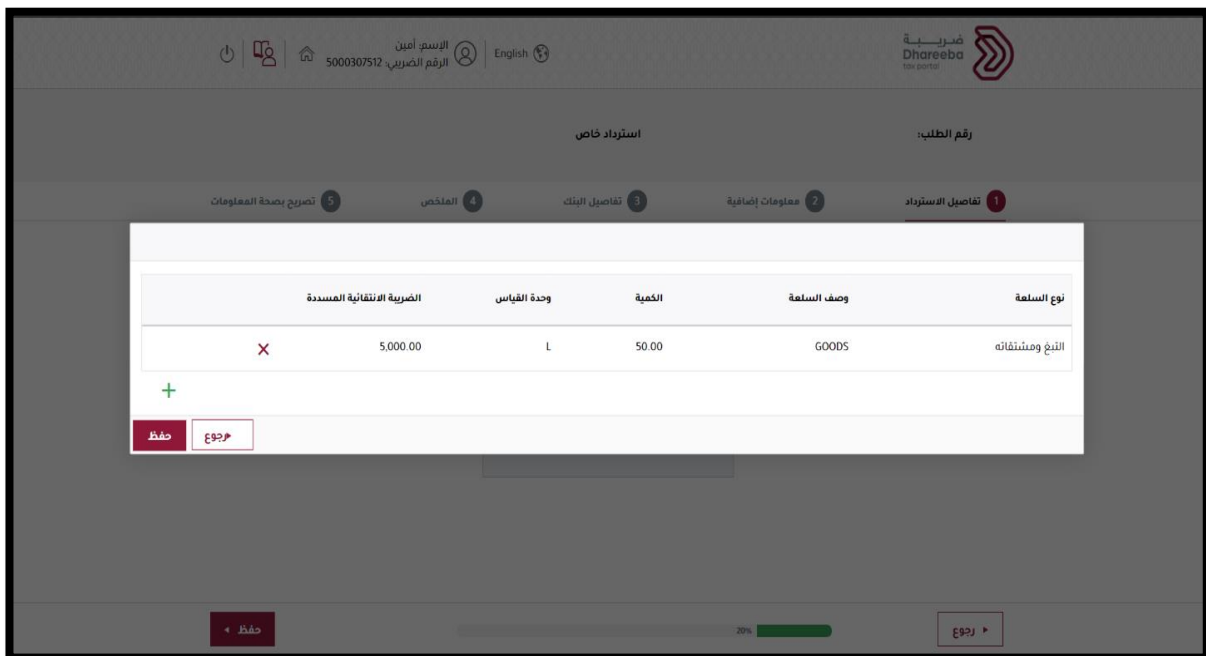 ضريبة
Dhareeba
tax portal
English
الإسم: أمين
الرقم الضريبي: 5000307512
رقم الطلب:
استرداد خاص
1 تفاصيل الاسترداد
2 معلومات إضافية
3 تفاصيل البنك
4 الملخص
5 تصريح بصحة المعلومات
نوع السلعة وصف السلعة الكمية وحدة القياس الضريبة الانتقائية المسددة
التبغ ومشتقاته GOODS 50.00 L 5,000.00
رجوع
حفظ
رجوع
20%
حفظ